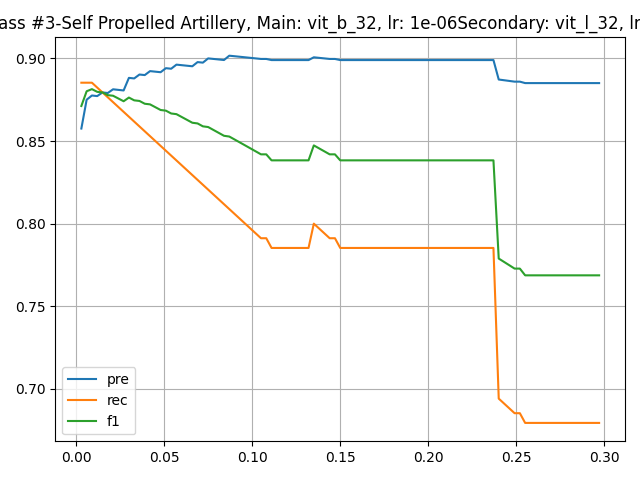 ass #3-Self Propelled Artillery, Main: vit_b_32, lr: 1e-06Secondary: vit_l_32, lr
0.90
0.85
0.80
0.75
0.70
pre
rec
f1
0.00 0.05 0.10 0.15 0.20 0.25 0.30